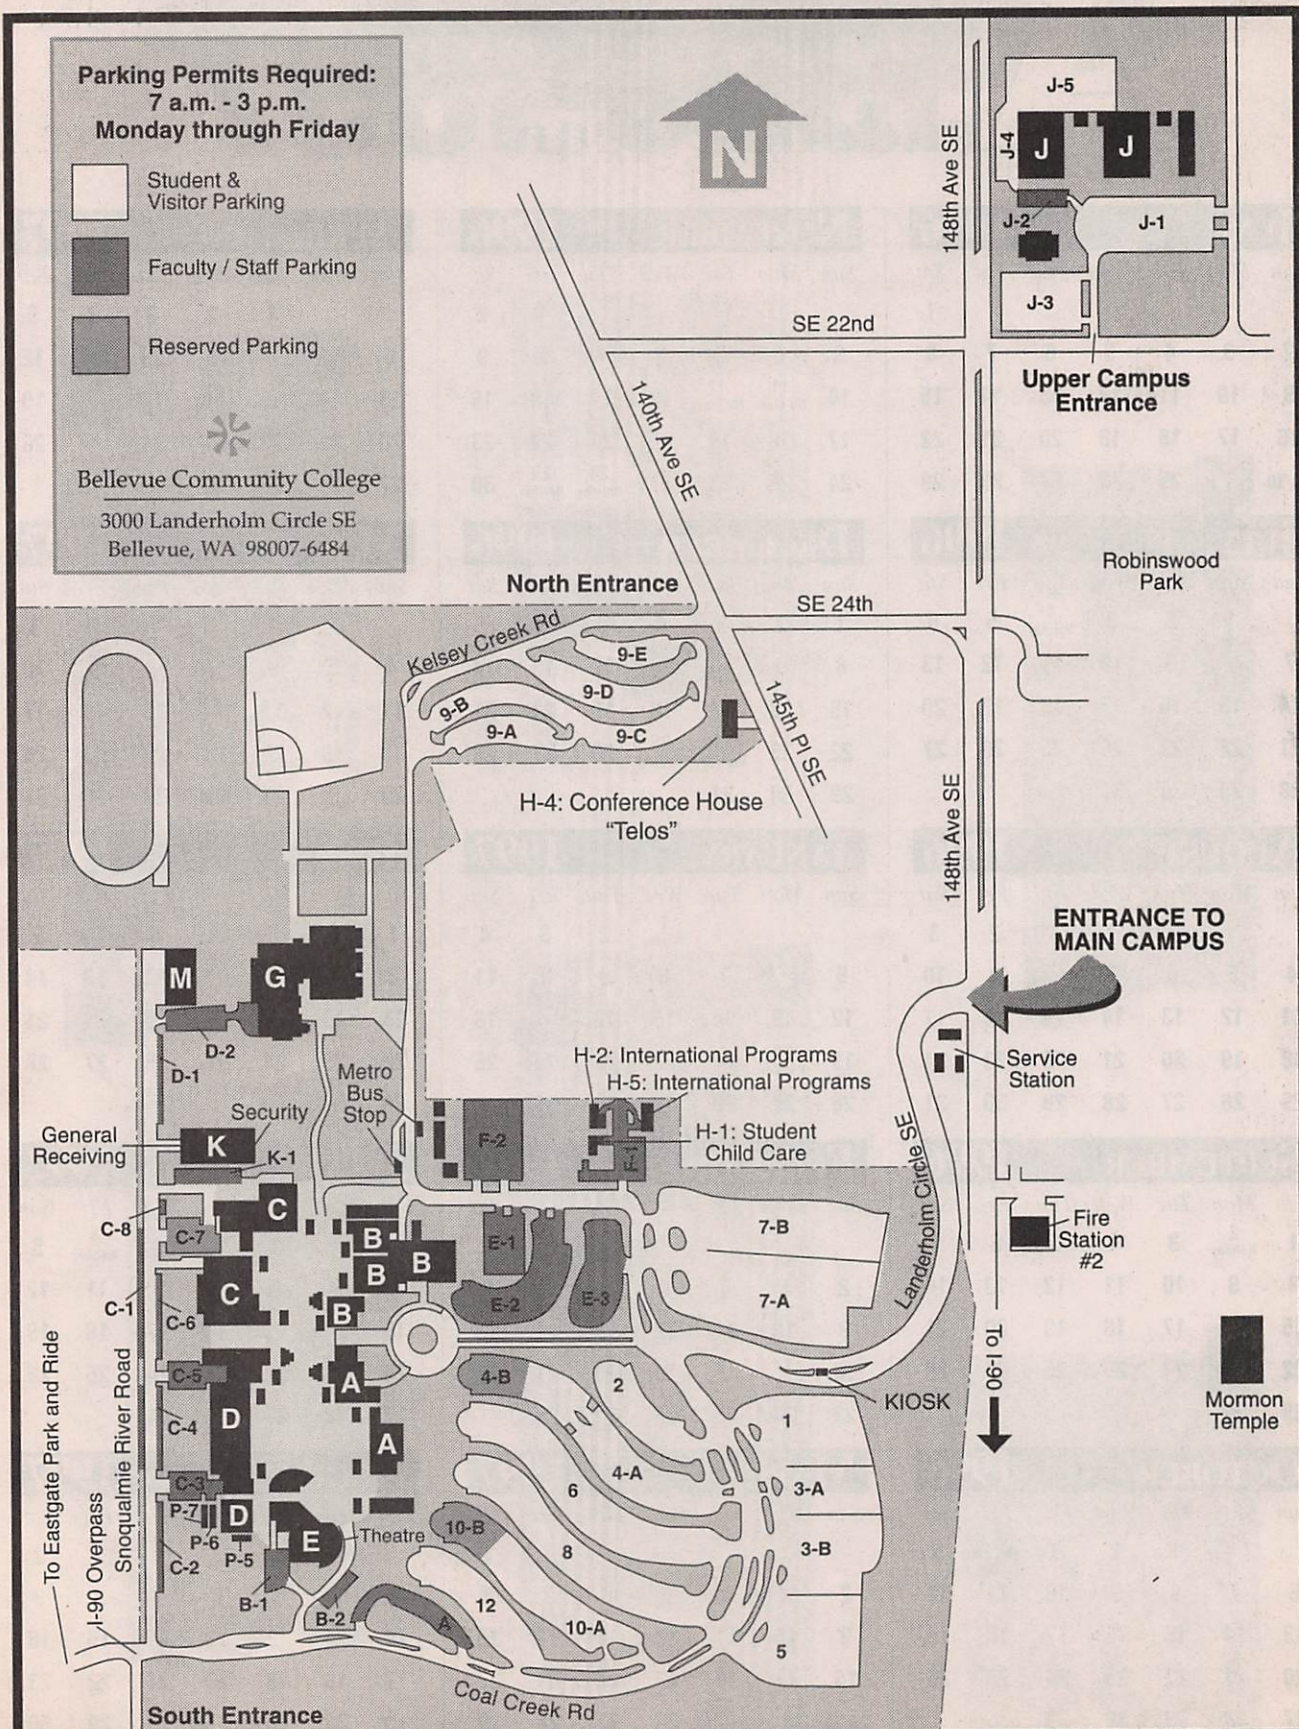 Parking Permits Required:
7 a.m. - 3 p.m.
Monday through Friday
Student &
Visitor Parking
Faculty / Staff Parking
Reserved Parking
Bellevue Community College
3000 Landerholm Circle SE
Bellevue, WA 98007-6484
N
148th Ave SE
J-5
J-4
J
J
J-2
J-1
J-3
SE 22nd
Upper Campus
Entrance
140th Ave SE
Robinswood
Park
North Entrance
SE 24th
Kelsey Creek Rd
9-E
9-D
9-B
9-A
9-C
145th Pl SE
H-4: Conference House
"Telos"
148th Ave SE
ENTRANCE TO
MAIN CAMPUS
M
G
D-2
D-1
Metro
Bus
Stop
H-2: International Programs
H-5: International Programs
Service
Station
Security
General
Receiving
K
K-1
F-2
F-1
H-1: Student
Child Care
Landerholm Circle SE
C-8
C-7
C
B
B
B
B
E-1
E-2
E-3
7-B
7-A
Fire
Station
#2
C-1
C
C-6
To I-90
C-5
A
4-B
2
KIOSK
Mormon
Temple
C-4
D
A
1
4-A
6
3-A
C-3
P-7
P-6
D
P-5
E
Theatre
10-B
8
3-B
C-2
B-1
B-2
A
12
10-A
5
To Eastgate Park and Ride
I-90 Overpass
Snoqualmie River Road
Coal Creek Rd
South Entrance